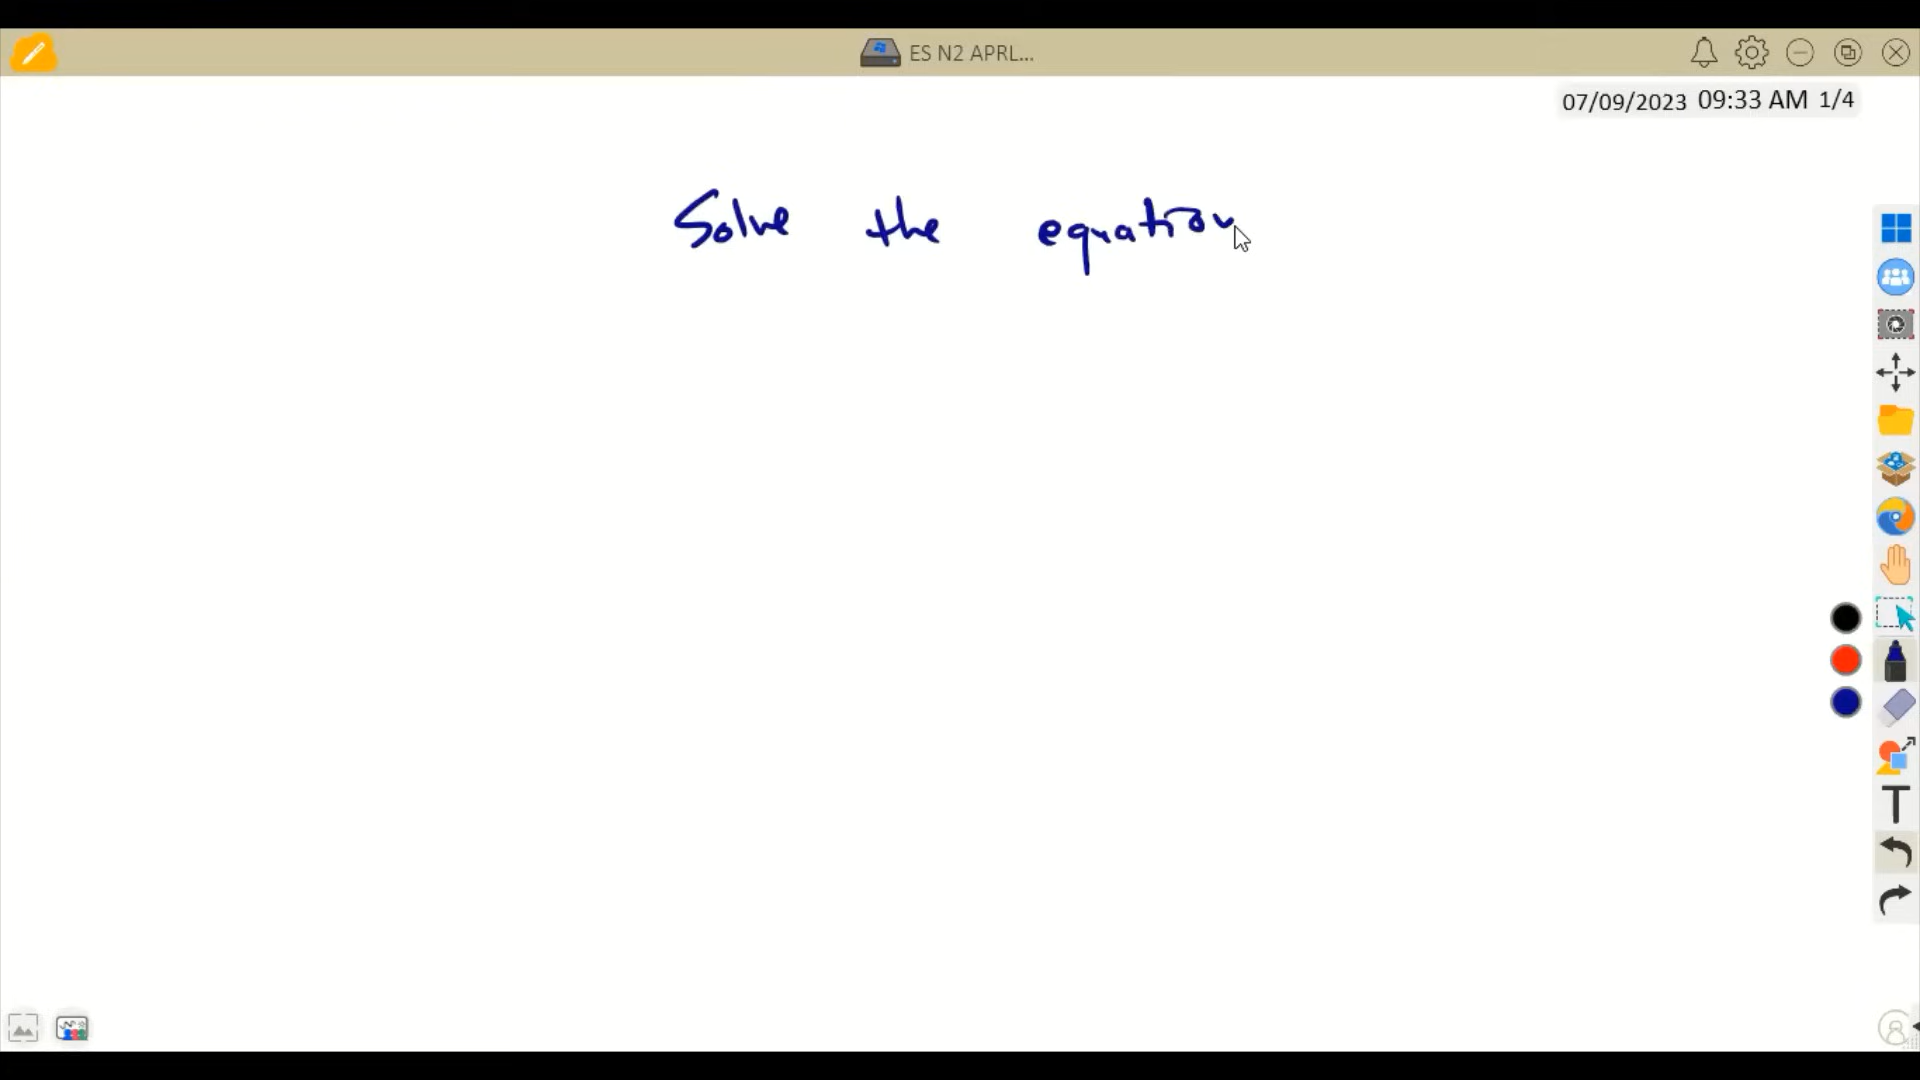 ES N2 APRL...
07/09/2023 09:33 AM 1/4
Solve the equation
T